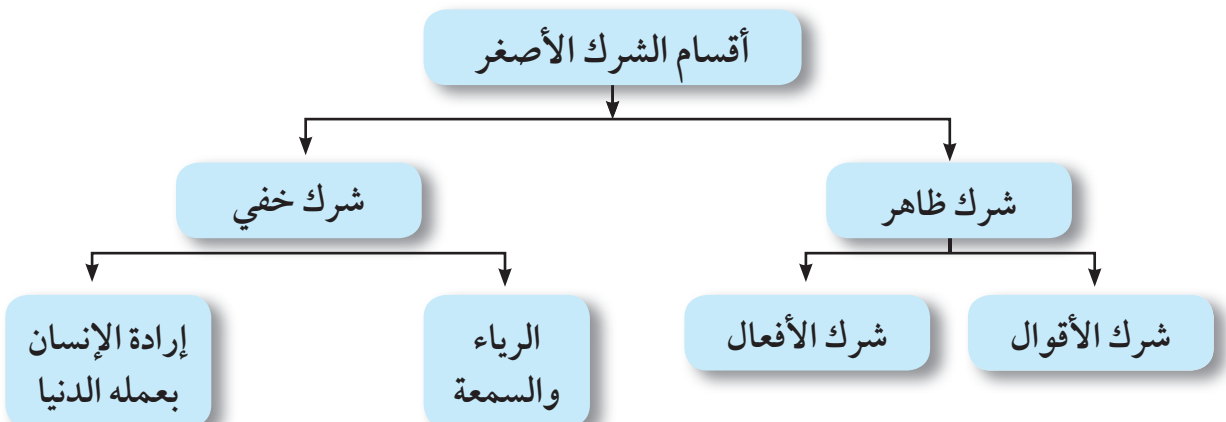 أقسام الشرك الأصغر
شرك ظاهر
شرك خفي
شرك الأقوال
شرك الأفعال
الرياء
والسمعة
إرادة الإنسان
بعمله الدنيا